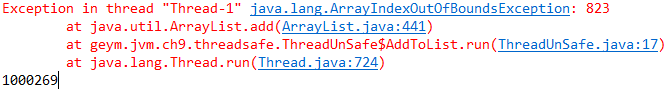 Exception in thread "Thread-1" java.lang.ArrayIndexOutOfBoundsException: 823
at java.util.ArrayList.add(ArrayList.java:441)
at geym.jvm.ch9.threadsafe.ThreadUnSafe$AddToList.run(ThreadUnSafe.java:17)
at java.lang.Thread.run(Thread.java:724)
1000269